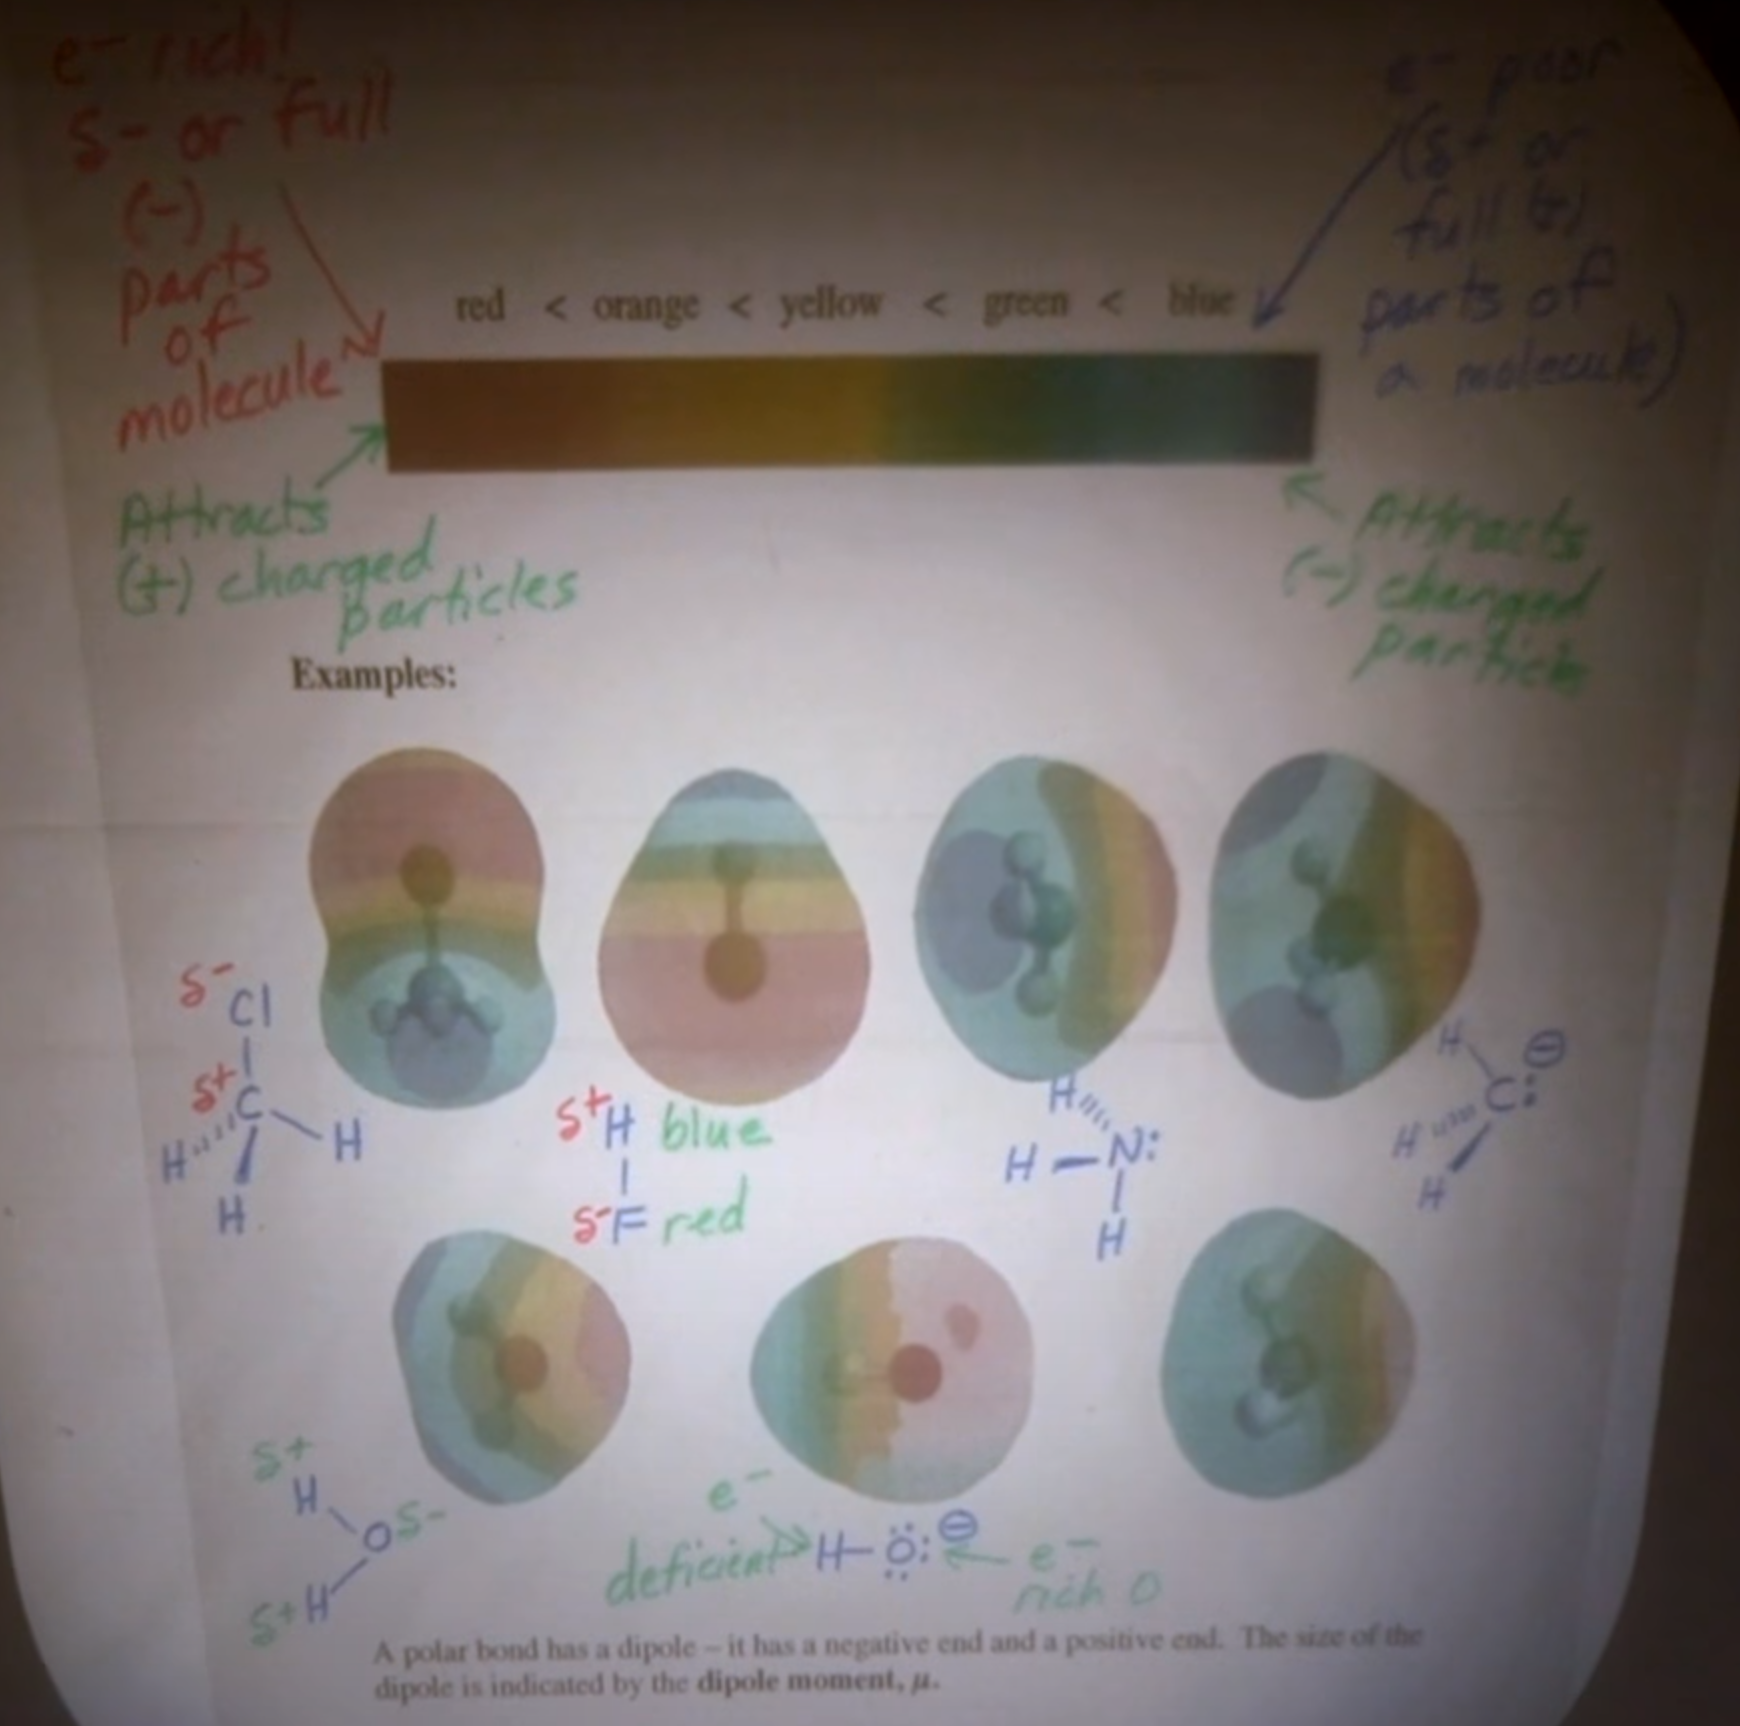 e- rich!
δ- or full
(-)
parts
of
molecule
e- poor
(δ+ or
full (+)
parts of
a molecule)
red < orange < yellow < green < blue
Attracts
(+) charged
particles
Attracts
(-) charged
particles
Examples:
δ-
Cl
δ+
C
H
H
H
δ+ H blue
δ- F red
H
H N:
H
H
⊖
C:
H
H
δ+
H
O δ-
δ+ H
e-
deficient
H-Ö:⊖
e-
rich O
A polar bond has a dipole – it has a negative end and a positive end. The size of the
dipole is indicated by the dipole moment, μ.